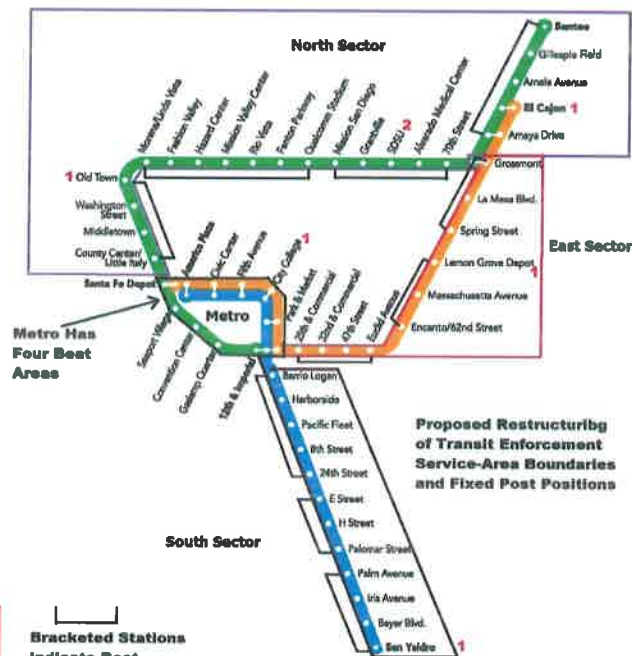 North Sector
Santee
Gillespie Field
Arnele Avenue
El Cajon 1
Amaya Drive
Morena/Linda Vista
Fashion Valley
Hazard Center
Mission Valley Center
Rio Vista
Fenton Parkway
Qualcomm Stadium
Mission San Diego
Grantville
SDSU
2
Alvarado Medical Center
70th Street
Grossmont
1 Old Town
Washington
Street
Middletown
County Center/
Little Italy
Santa Fe Depot
La Mesa Blvd.
Spring Street
East Sector
Lemon Grove Depot
1
Massachusetts Avenue
Encanto/62nd Street
America Plaza
Civic Center
Fifth Avenue
City College
1
Park & Market
Metro
25th & Commercial
32nd & Commercial
47th Street
Euclid Avenue
Seaport Village
Convention Center
Gaslamp Quarter
12th & Imperial
Metro Has
Four Beat
Areas
Barrio Logan
Harborside
Pacific Fleet
8th Street
24th Street
E Street
H Street
Palomar Street
Palm Avenue
Iris Avenue
Beyer Blvd.
San Ysidro
1
Proposed Restructuribg
of Transit Enforcement
Service-Area Boundaries
and Fixed Post Positions
South Sector
Bracketed Stations
Indicate Beat